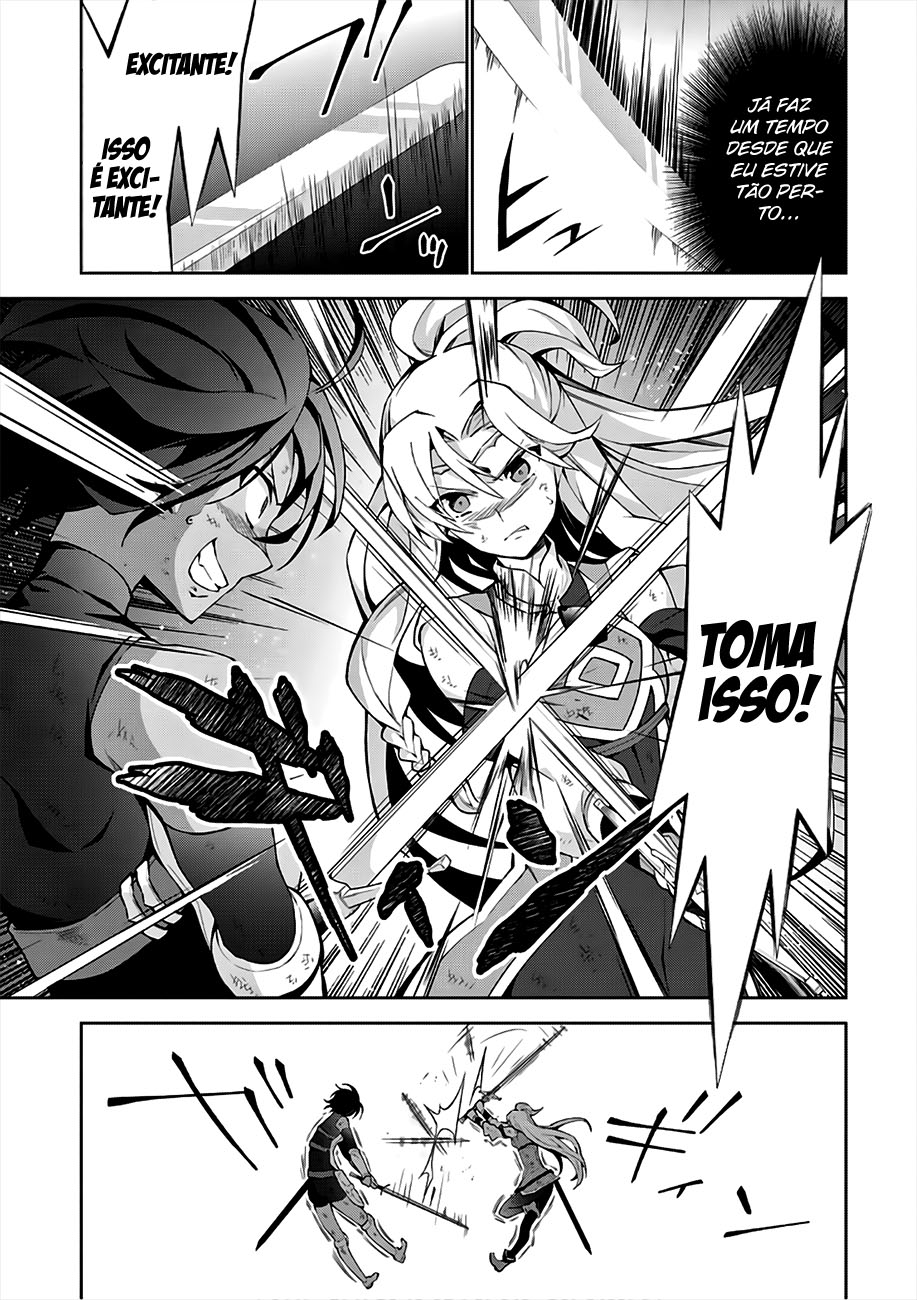 JÁ FAZ
UM TEMPO
DESDE QUE
EU ESTIVE
TÃO PER-
TO...
EXCITANTE!
ISSO
É EXCI-
TANTE!
TOMA
ISSO!